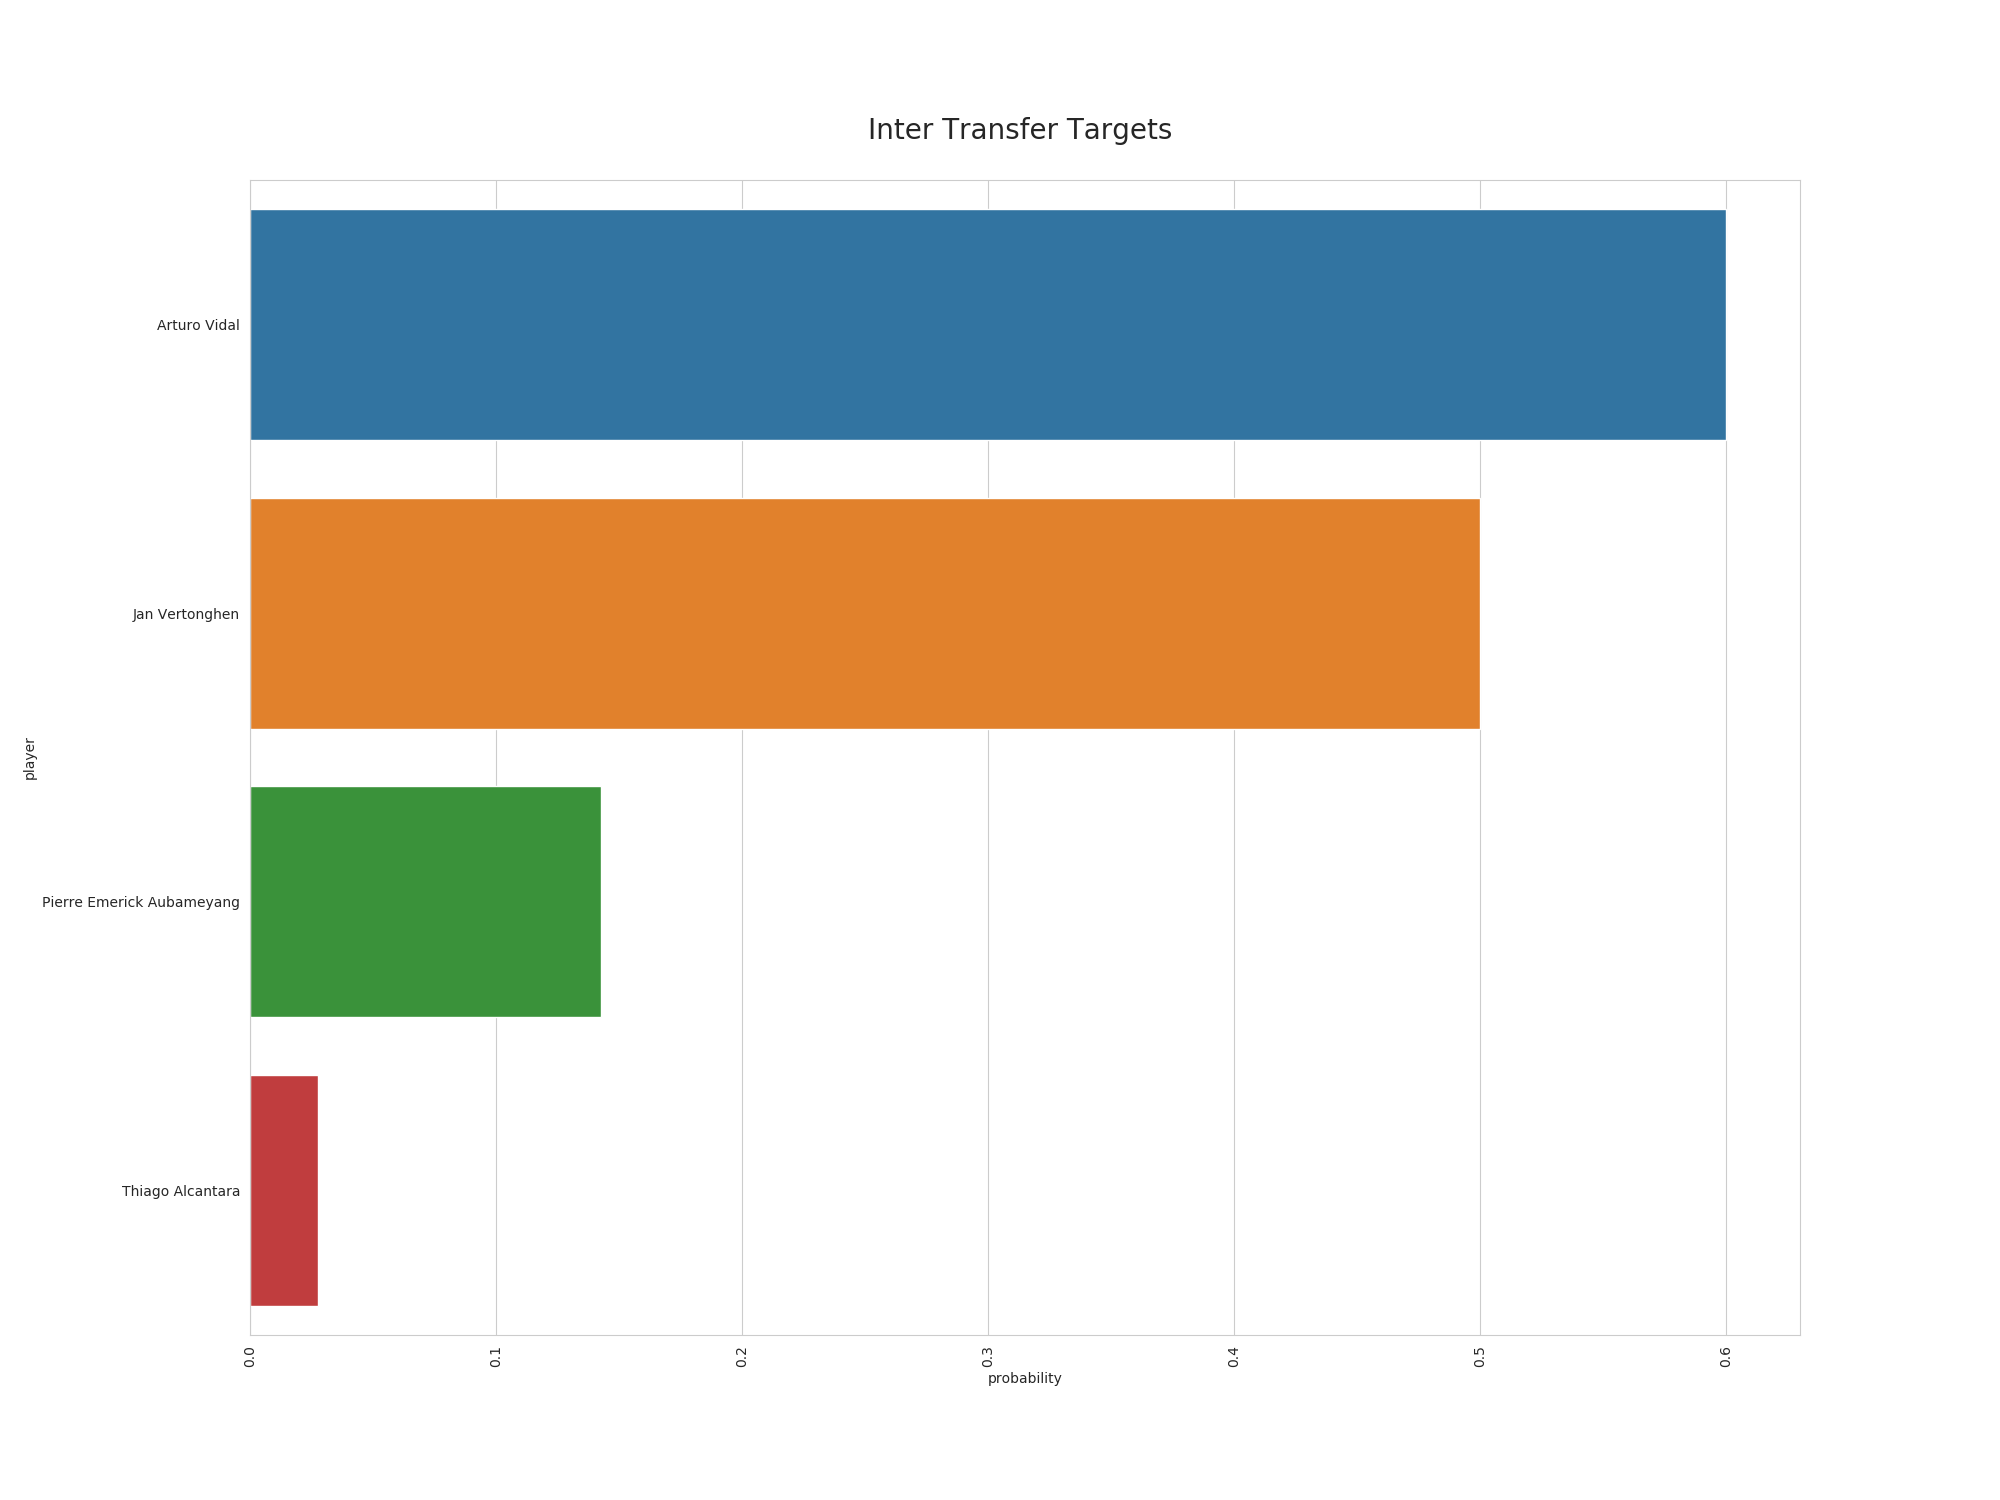 Inter Transfer Targets
Arturo Vidal
Jan Vertonghen
Pierre Emerick Aubameyang
Thiago Alcantara
player
0.0 0.1 0.2 0.3 0.4 0.5 0.6
probability